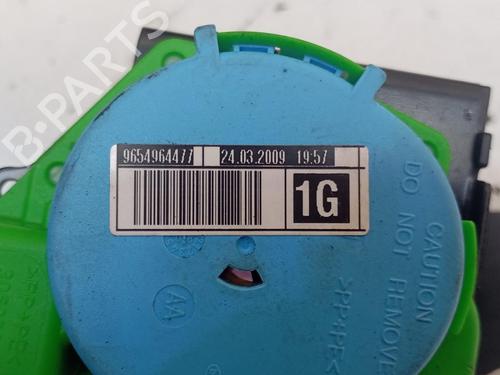 B-PARTS
9654964477 24.03.2009 19:57
1G
CAUTION
DO NOT REMOVE
>PP+PE<
AA